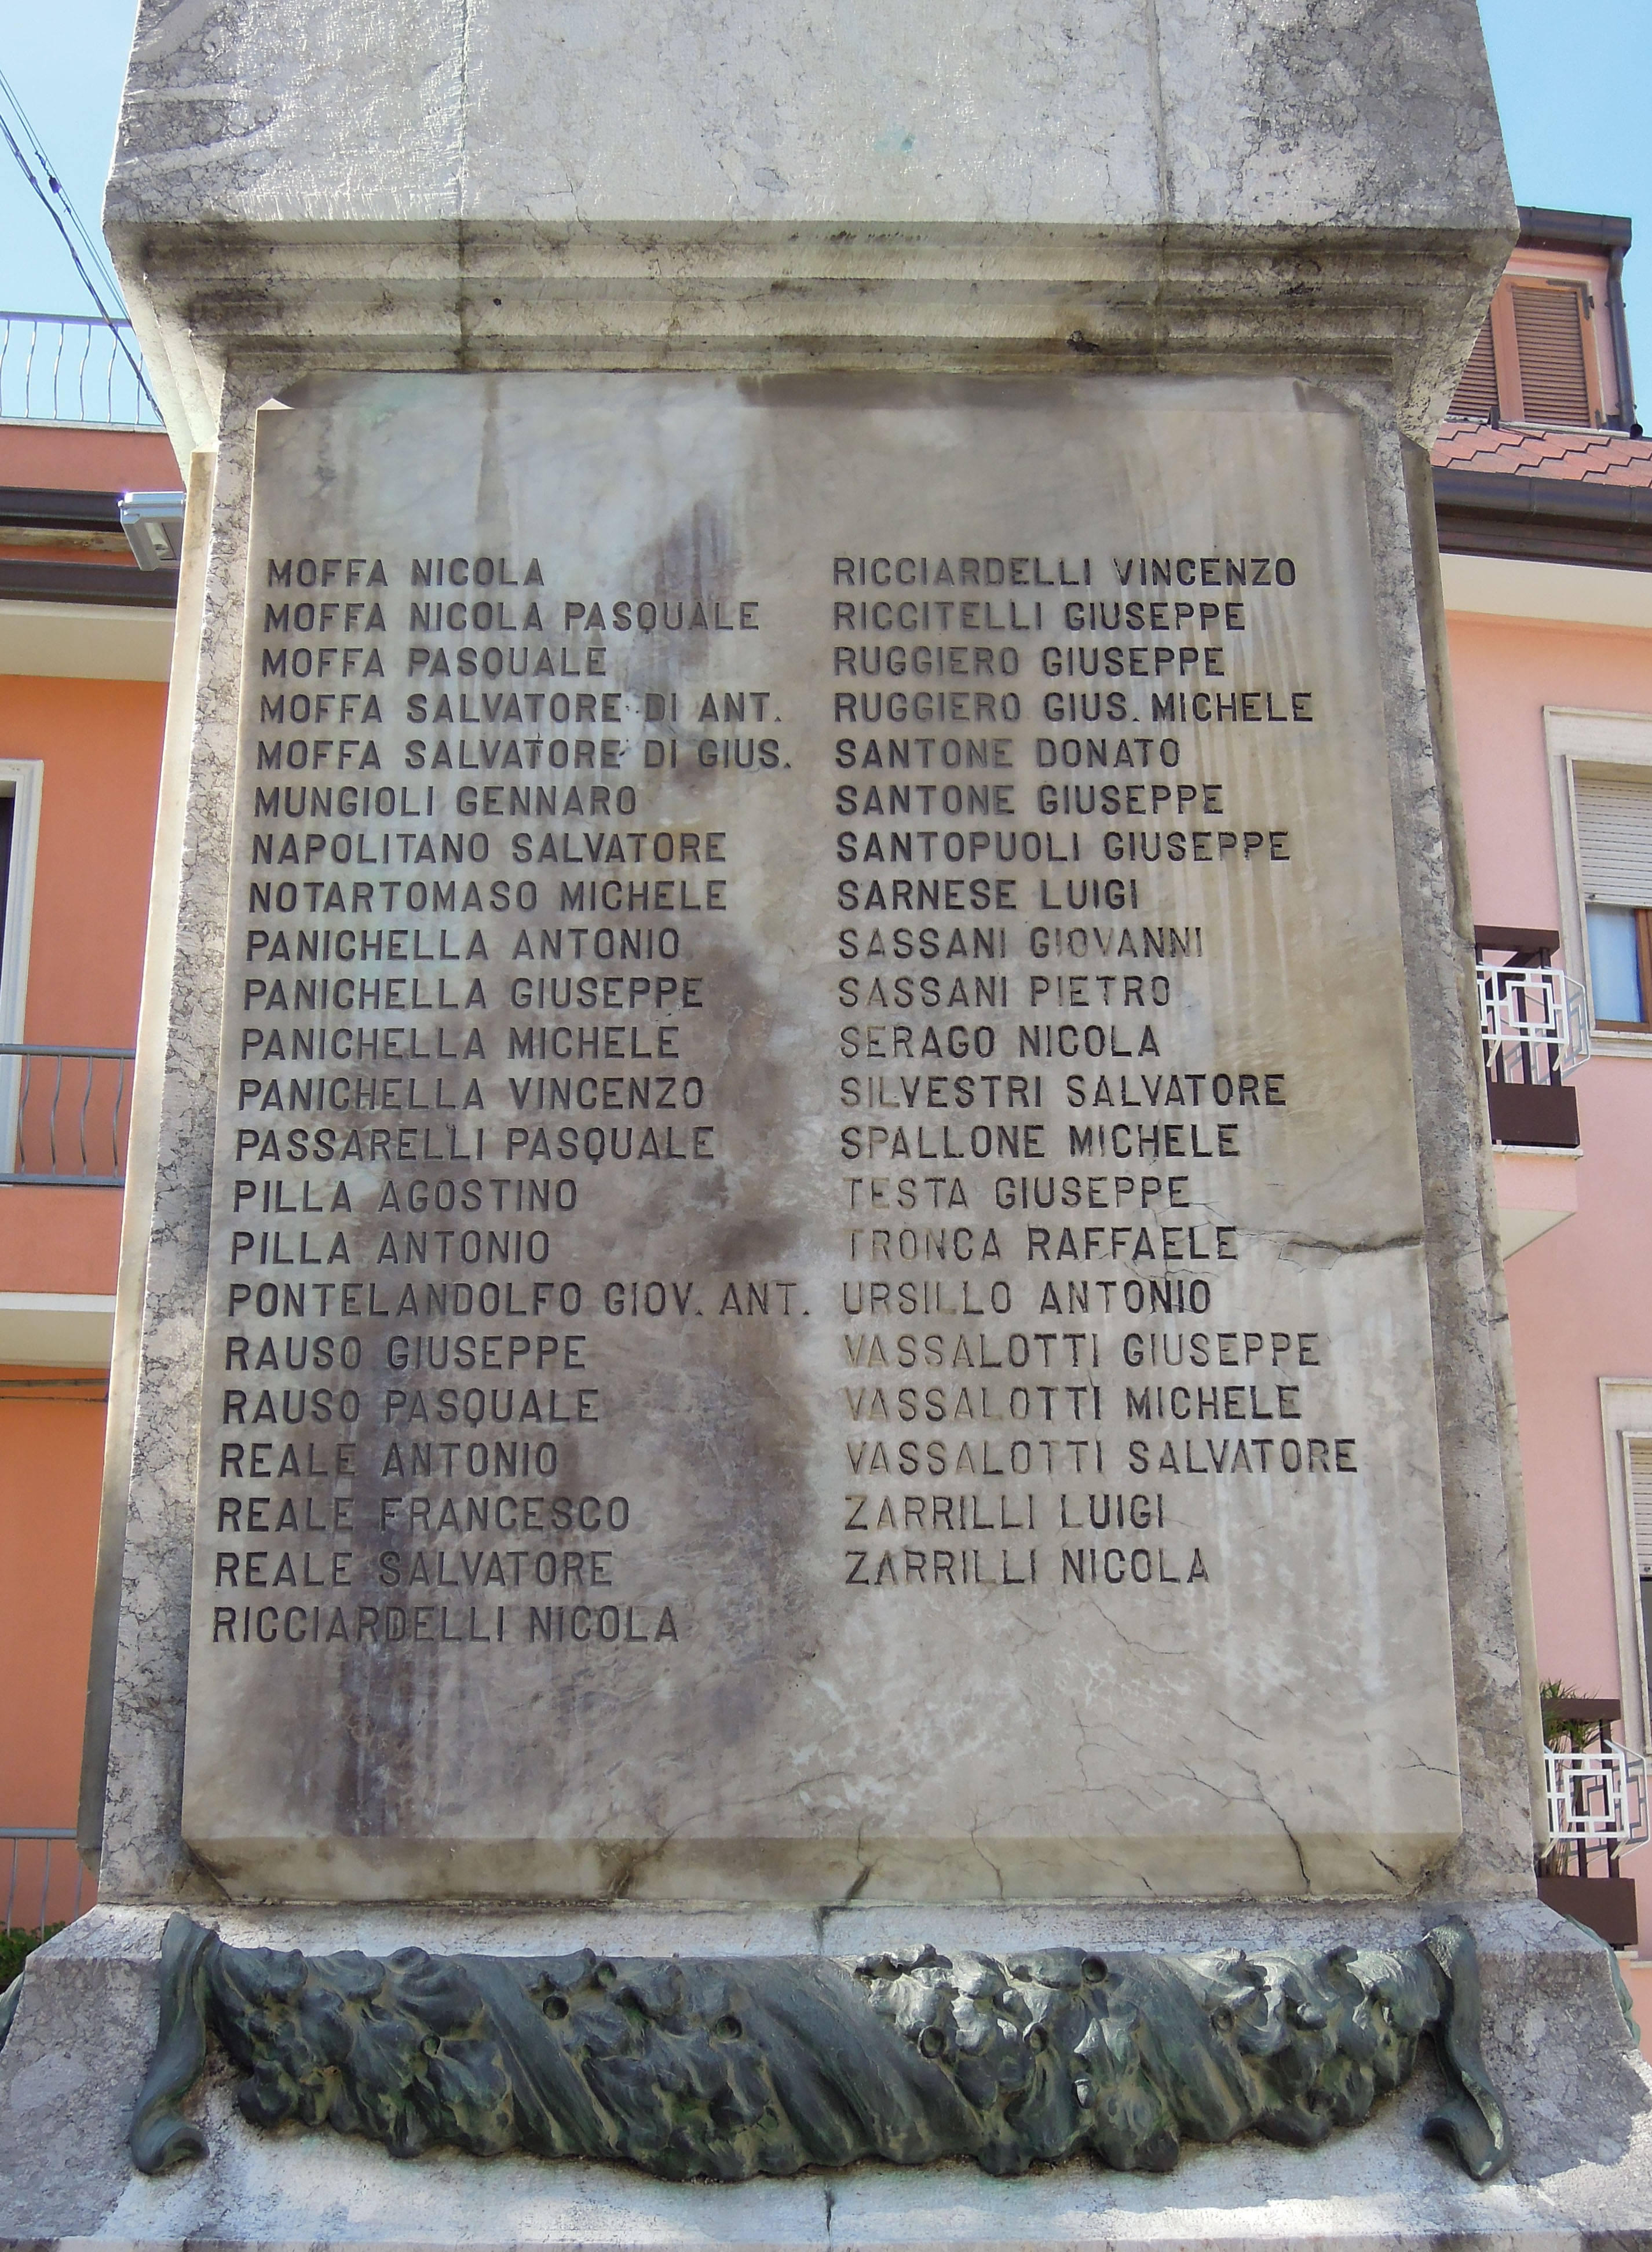 MOFFA NICOLA
MOFFA NICOLA PASQUALE
MOFFA PASQUALE
MOFFA SALVATORE DI ANT.
MOFFA SALVATORE DI GIUS.
MUNGIOLI GENNARO
NAPOLITANO SALVATORE
NOTARTOMASO MICHELE
PANICHELLA ANTONIO
PANICHELLA GIUSEPPE
PANICHELLA MICHELE
PANICHELLA VINCENZO
PASSARELLI PASQUALE
PILLA AGOSTINO
PILLA ANTONIO
PONTELANDOLFO GIOV. ANT.
RAUSO GIUSEPPE
RAUSO PASQUALE
REALE ANTONIO
REALE FRANCESCO
REALE SALVATORE
RICCIARDELLI NICOLA
RICCIARDELLI VINCENZO
RICCITELLI GIUSEPPE
RUGGIERO GIUSEPPE
RUGGIERO GIUS. MICHELE
SANTONE DONATO
SANTONE GIUSEPPE
SANTOPUOLI GIUSEPPE
SARNESE LUIGI
SASSANI GIOVANNI
SASSANI PIETRO
SERAGO NICOLA
SILVESTRI SALVATORE
SPALLONE MICHELE
TESTA GIUSEPPE
TRONCA RAFFAELE
URSILLO ANTONIO
VASSALOTTI GIUSEPPE
VASSALOTTI MICHELE
VASSALOTTI SALVATORE
ZARRILLI LUIGI
ZARRILLI NICOLA